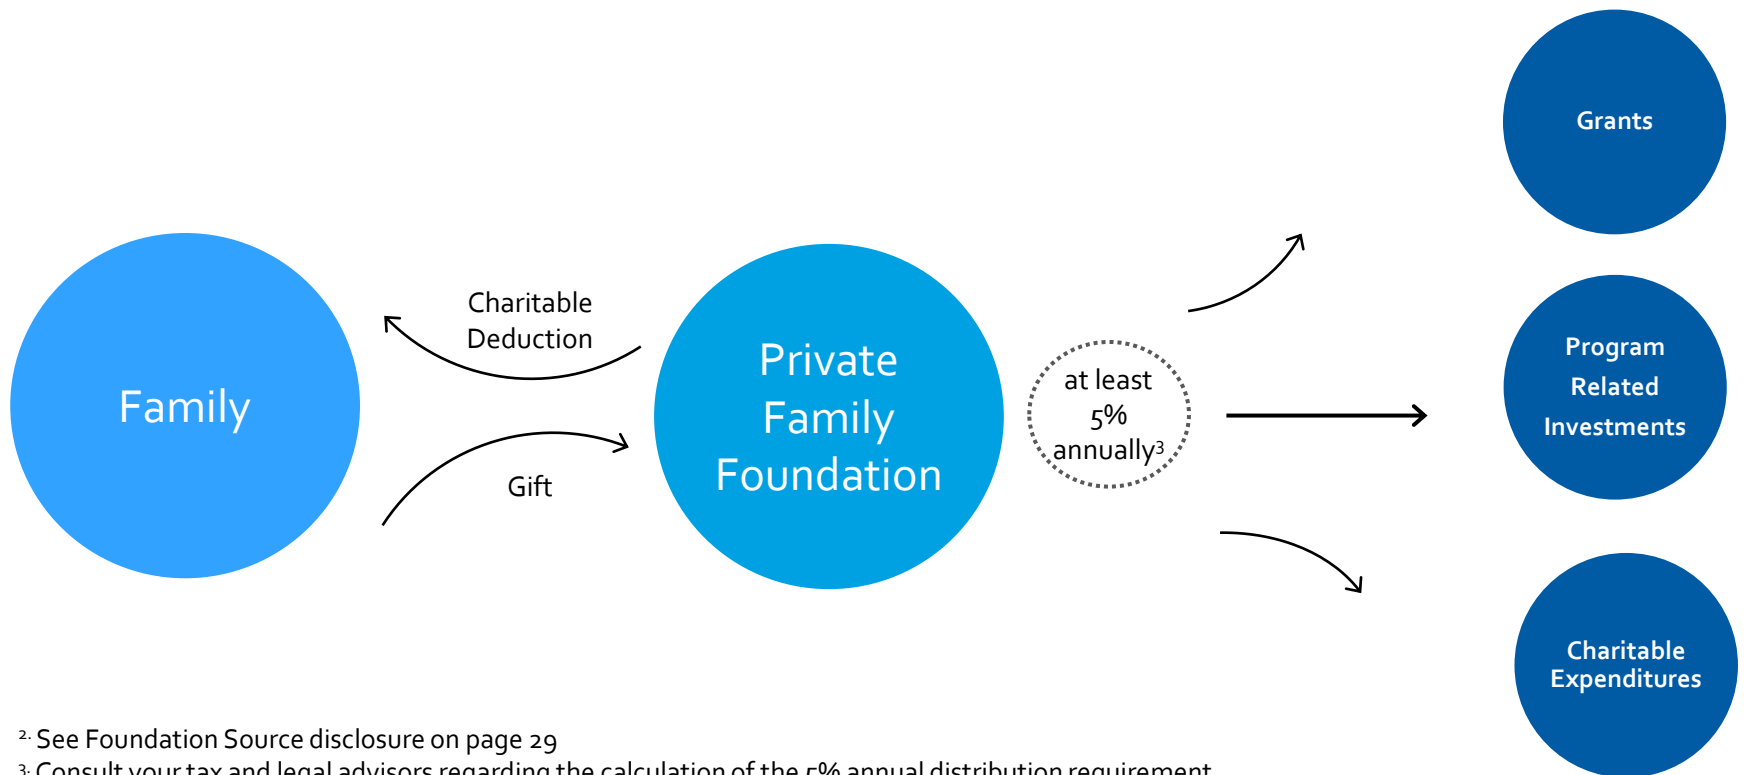 Family
Charitable
Deduction
Gift
Private
Family
Foundation
at least
5%
annually³
Grants
Program
Related
Investments
Charitable
Expenditures
2. See Foundation Source disclosure on page 29
3. Consult your tax and legal advisors regarding the calculation of the 5% annual distribution requirement